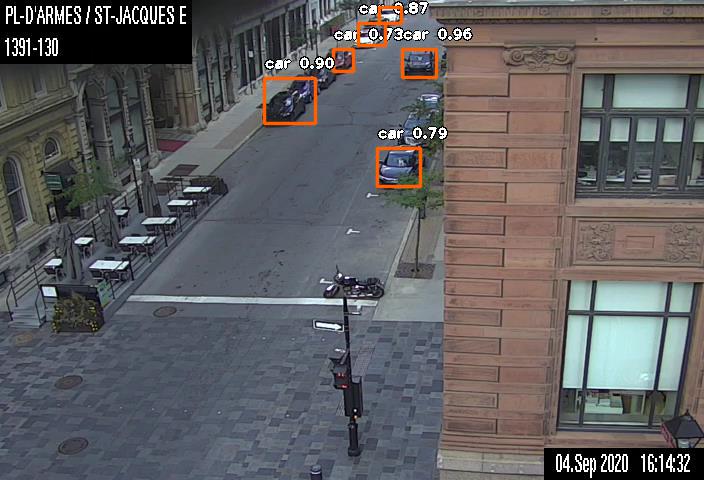 PL-D'ARMES / ST-JACQUES E
1391-130
car 0.87
car 0.73
car 0.96
car 0.90
car 0.79
04.Sep 2020 16:14:32